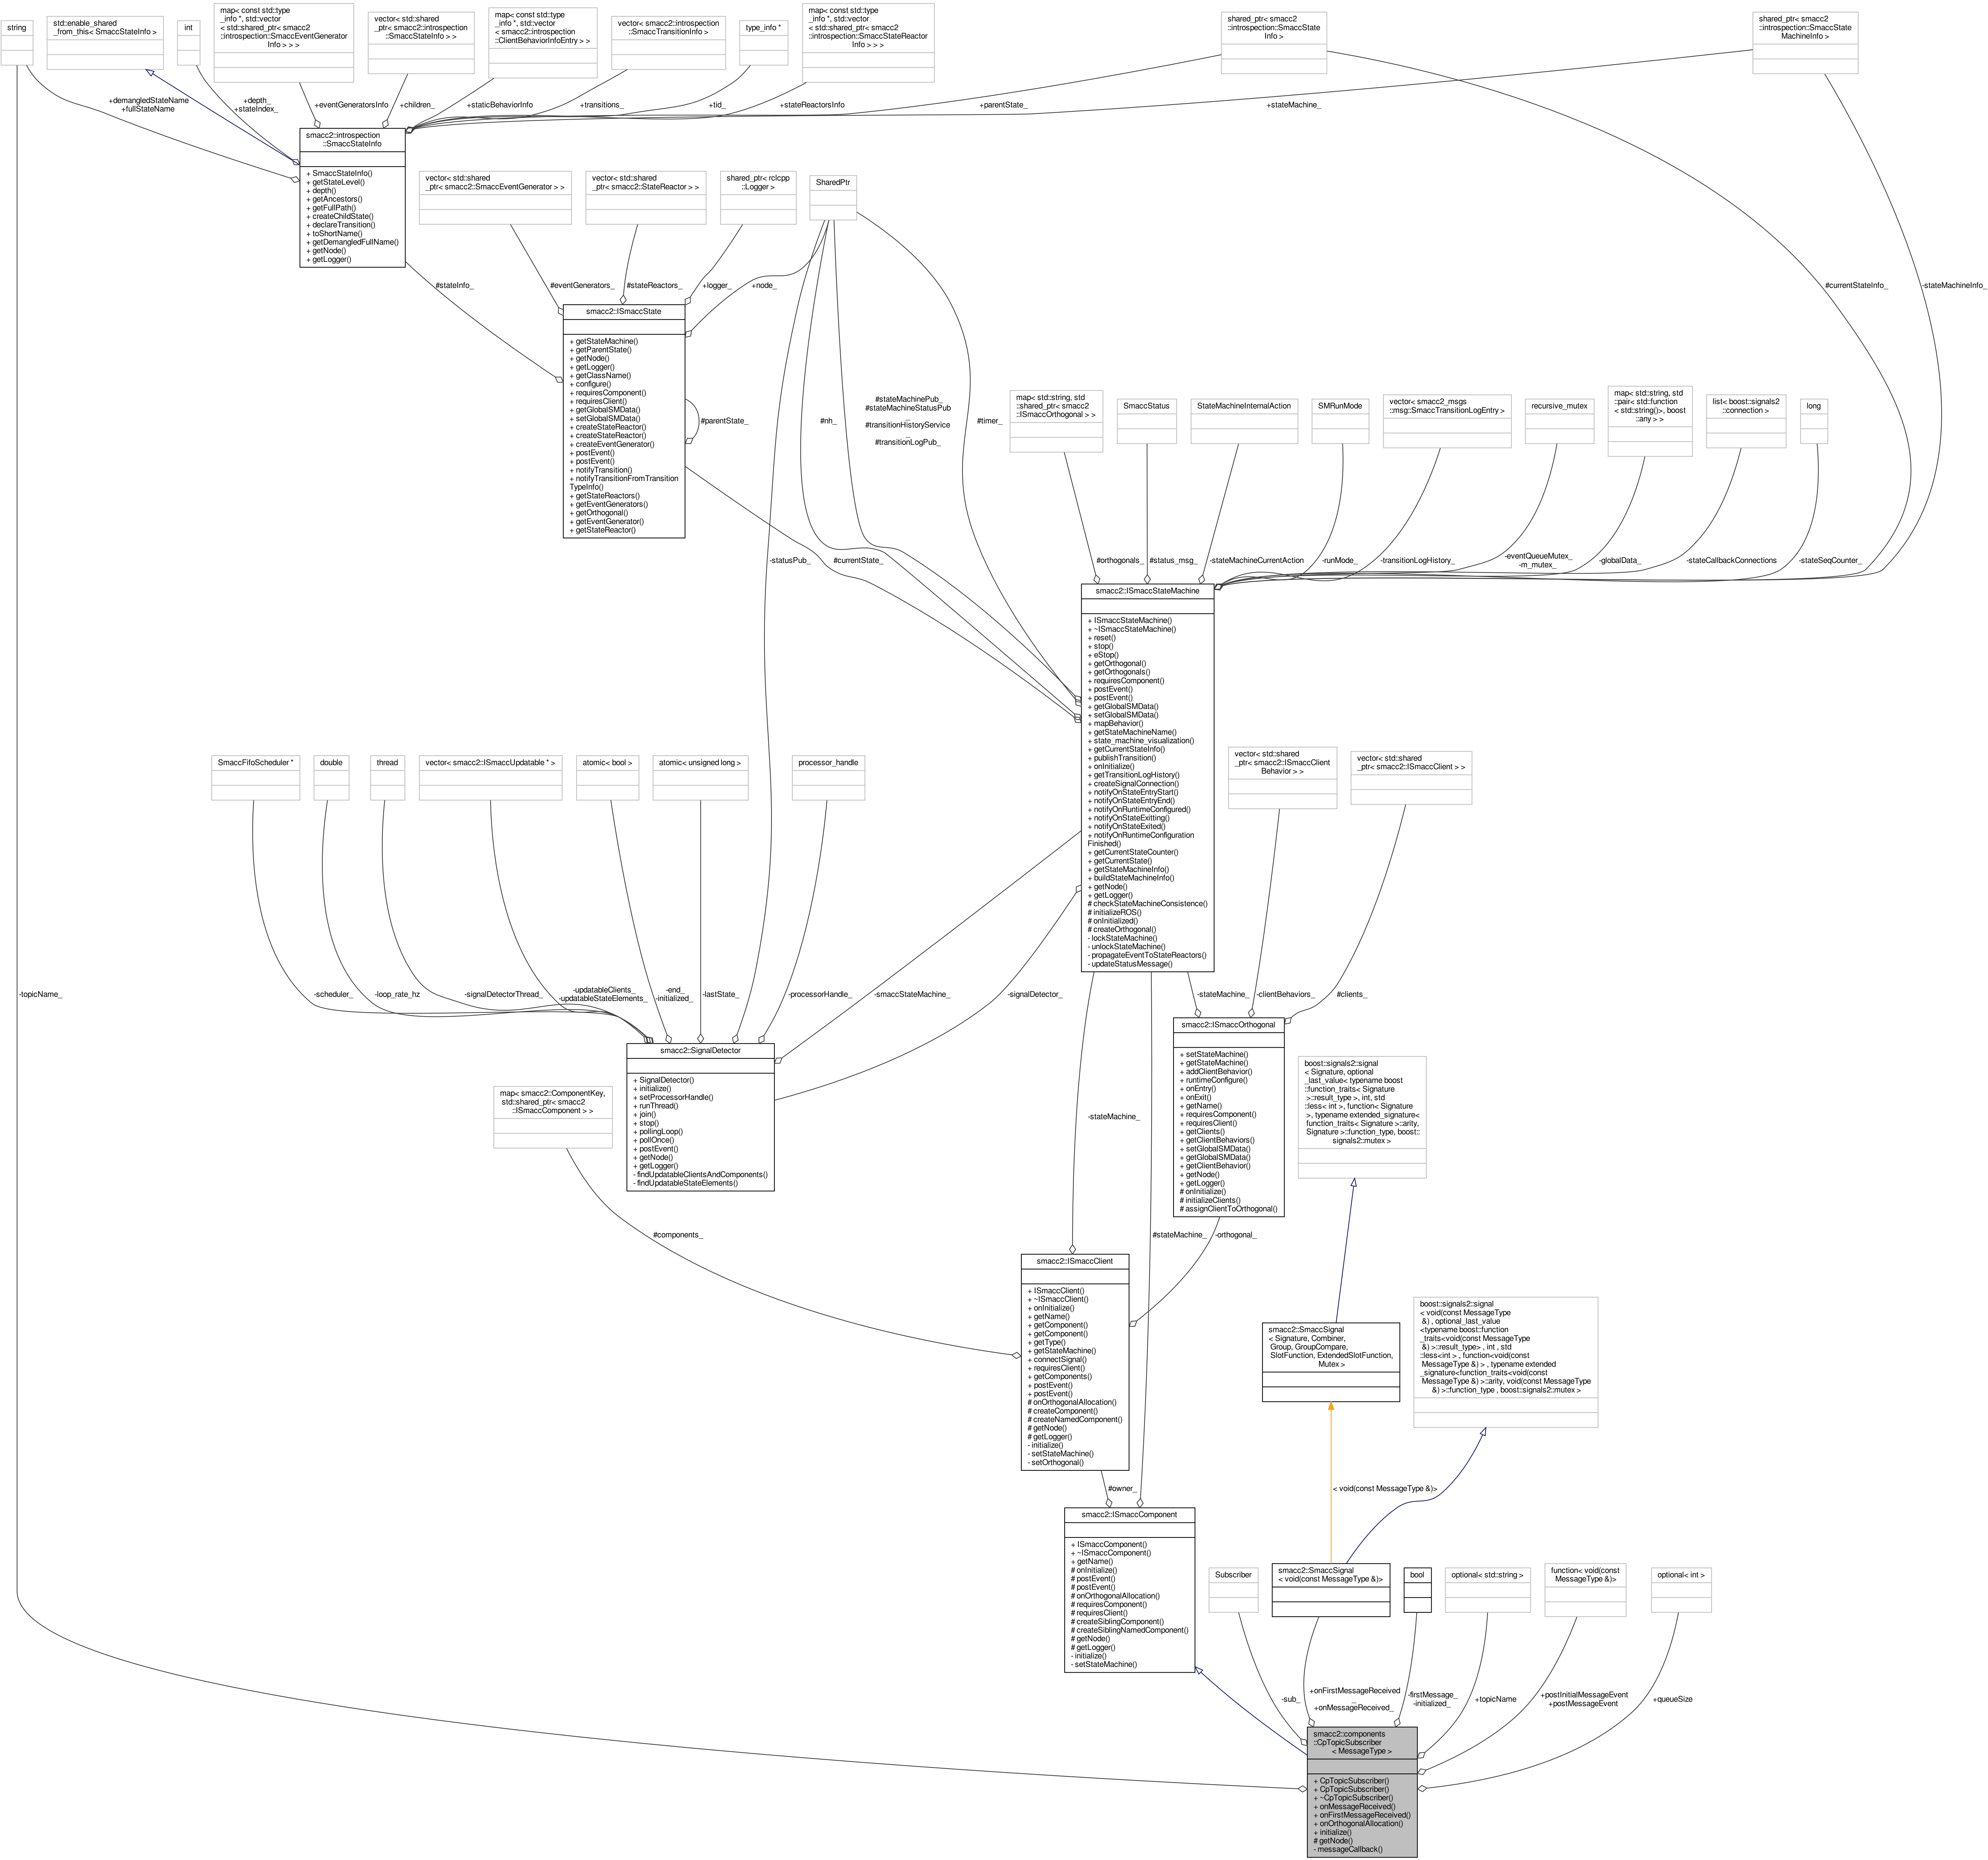 string
std::enable_shared
_from_this< SmaccStateInfo >
int
map< const std::type
_info *, std::vector
< std::shared_ptr< smacc2
::introspection::SmaccEventGenerator
Info > > >
vector< std::shared
_ptr< smacc2::introspection
::SmaccStateInfo > >
map< const std::type
_info *, std::vector
< smacc2::introspection
::ClientBehaviorInfoEntry > >
vector< smacc2::introspection
::SmaccTransitionInfo >
type_info *
map< const std::type
_info *, std::vector
< std::shared_ptr< smacc2
::introspection::SmaccStateReactor
Info > > >
shared_ptr< smacc2
::introspection::SmaccState
Info >
shared_ptr< smacc2
::introspection::SmaccState
MachineInfo >
+demangledStateName
+fullStateName
+depth_
+stateIndex_
+eventGeneratorsInfo
+children_
+staticBehaviorInfo
+transitions_
+tid_
+stateReactorsInfo
+parentState_
+stateMachine_
smacc2::introspection
::SmaccStateInfo
+ SmaccStateInfo()
+ getStateLevel()
+ depth()
+ getAncestors()
+ getFullPath()
+ createChildState()
+ declareTransition()
+ toShortName()
+ getDemangledFullName()
+ getNode()
+ getLogger()
vector< std::shared
_ptr< smacc2::SmaccEventGenerator > >
vector< std::shared
_ptr< smacc2::StateReactor > >
shared_ptr< rclcpp
::Logger >
SharedPtr
#stateInfo_
#eventGenerators_
#stateReactors_
+logger_
+node_
#currentStateInfo_
-stateMachineInfo_
smacc2::ISmaccState
+ getStateMachine()
+ getParentState()
+ getNode()
+ getLogger()
+ getClassName()
+ configure()
+ requiresComponent()
+ requiresClient()
+ getGlobalSMData()
+ setGlobalSMData()
+ createStateReactor()
+ createStateReactor()
+ createEventGenerator()
+ postEvent()
+ postEvent()
+ notifyTransition()
+ notifyTransitionFromTransition
TypeInfo()
+ getStateReactors()
+ getEventGenerators()
+ getOrthogonal()
+ getEventGenerator()
+ getStateReactor()
#parentState_
#nh_
#stateMachinePub_
#stateMachineStatusPub
_
#transitionHistoryService
_
#transitionLogPub_
#timer_
map< std::string, std
::shared_ptr< smacc2
::ISmaccOrthogonal > >
SmaccStatus
StateMachineInternalAction
SMRunMode
vector< smacc2_msgs
::msg::SmaccTransitionLogEntry >
recursive_mutex
map< std::string, std
::pair< std::function
< std::string()>, boost
::any > >
list< boost::signals2
::connection >
long
-statusPub_
#currentState_
#orthogonals_
#status_msg_
-stateMachineCurrentAction
-runMode_
-transitionLogHistory_
-eventQueueMutex_
-m_mutex_
-globalData_
-stateCallbackConnections
-stateSeqCounter_
smacc2::ISmaccStateMachine
+ ISmaccStateMachine()
+ ~ISmaccStateMachine()
+ reset()
+ stop()
+ eStop()
+ getOrthogonal()
+ getOrthogonals()
+ requiresComponent()
+ postEvent()
+ postEvent()
+ getGlobalSMData()
+ setGlobalSMData()
+ mapBehavior()
+ getStateMachineName()
+ state_machine_visualization()
+ getCurrentStateInfo()
+ publishTransition()
+ onInitialize()
+ getTransitionLogHistory()
+ createSignalConnection()
+ notifyOnStateEntryStart()
+ notifyOnStateEntryEnd()
+ notifyOnRuntimeConfigured()
+ notifyOnStateExitting()
+ notifyOnStateExited()
+ notifyOnRuntimeConfiguration
Finished()
+ getCurrentStateCounter()
+ getCurrentState()
+ getStateMachineInfo()
+ buildStateMachineInfo()
+ getNode()
+ getLogger()
# checkStateMachineConsistence()
# initializeROS()
# onInitialized()
# createOrthogonal()
- lockStateMachine()
- unlockStateMachine()
- propagateEventToStateReactors()
- updateStatusMessage()
SmaccFifoScheduler *
double
thread
vector< smacc2::ISmaccUpdatable * >
atomic< bool >
atomic< unsigned long >
processor_handle
vector< std::shared
_ptr< smacc2::ISmaccClient
Behavior > >
vector< std::shared
_ptr< smacc2::ISmaccClient > >
-topicName_
-scheduler_
-loop_rate_hz
-signalDetectorThread_
-updatableClients_
-updatableStateElements_
-end_
-initialized_
-lastState_
-processorHandle_
-smaccStateMachine_
-signalDetector_
-stateMachine_
-clientBehaviors_
#clients_
smacc2::SignalDetector
+ SignalDetector()
+ initialize()
+ setProcessorHandle()
+ runThread()
+ join()
+ stop()
+ pollingLoop()
+ pollOnce()
+ postEvent()
+ getNode()
+ getLogger()
- findUpdatableClientsAndComponents()
- findUpdatableStateElements()
smacc2::ISmaccOrthogonal
+ setStateMachine()
+ getStateMachine()
+ addClientBehavior()
+ runtimeConfigure()
+ onEntry()
+ onExit()
+ getName()
+ requiresComponent()
+ requiresClient()
+ getClients()
+ getClientBehaviors()
+ setGlobalSMData()
+ getGlobalSMData()
+ getClientBehavior()
+ getNode()
+ getLogger()
# onInitialize()
# initializeClients()
# assignClientToOrthogonal()
map< smacc2::ComponentKey,
std::shared_ptr< smacc2
::ISmaccComponent > >
boost::signals2::signal
< Signature, optional
_last_value< typename boost
::function_traits< Signature
>::result_type >, int, std
::less< int >, function< Signature
>, typename extended_signature<
function_traits< Signature >::arity,
Signature >::function_type, boost::
signals2::mutex >
-stateMachine_
#components_
#stateMachine_
-orthogonal_
smacc2::ISmaccClient
+ ISmaccClient()
+ ~ISmaccClient()
+ onInitialize()
+ getName()
+ getComponent()
+ getComponent()
+ getType()
+ getStateMachine()
+ connectSignal()
+ requiresClient()
+ getComponents()
+ postEvent()
+ postEvent()
# onOrthogonalAllocation()
# createComponent()
# createNamedComponent()
# getNode()
# getLogger()
- initialize()
- setStateMachine()
- setOrthogonal()
smacc2::SmaccSignal
< Signature, Combiner,
Group, GroupCompare,
SlotFunction, ExtendedSlotFunction,
Mutex >
boost::signals2::signal
< void(const MessageType
&) , optional_last_value
<typename boost::function
_traits<void(const MessageType
&) >::result_type> , int , std
::less<int > , function<void(const
MessageType &) > , typename extended
_signature<function_traits<void(const
MessageType &) >::arity, void(const MessageType
&) >::function_type , boost::signals2::mutex >
#owner_
< void(const MessageType &)>
smacc2::ISmaccComponent
+ ISmaccComponent()
+ ~ISmaccComponent()
+ getName()
# onInitialize()
# postEvent()
# postEvent()
# onOrthogonalAllocation()
# requiresComponent()
# requiresClient()
# createSiblingComponent()
# createSiblingNamedComponent()
# getNode()
# getLogger()
- initialize()
- setStateMachine()
Subscriber
smacc2::SmaccSignal
< void(const MessageType &)>
bool
optional< std::string >
function< void(const
MessageType &)>
optional< int >
-sub_
+onFirstMessageReceived
_
+onMessageReceived_
-firstMessage_
-initialized_
+topicName
+postInitialMessageEvent
+postMessageEvent
+queueSize
smacc2::components
::CpTopicSubscriber
< MessageType >
+ CpTopicSubscriber()
+ CpTopicSubscriber()
+ ~CpTopicSubscriber()
+ onMessageReceived()
+ onFirstMessageReceived()
+ onOrthogonalAllocation()
+ initialize()
# getNode()
- messageCallback()